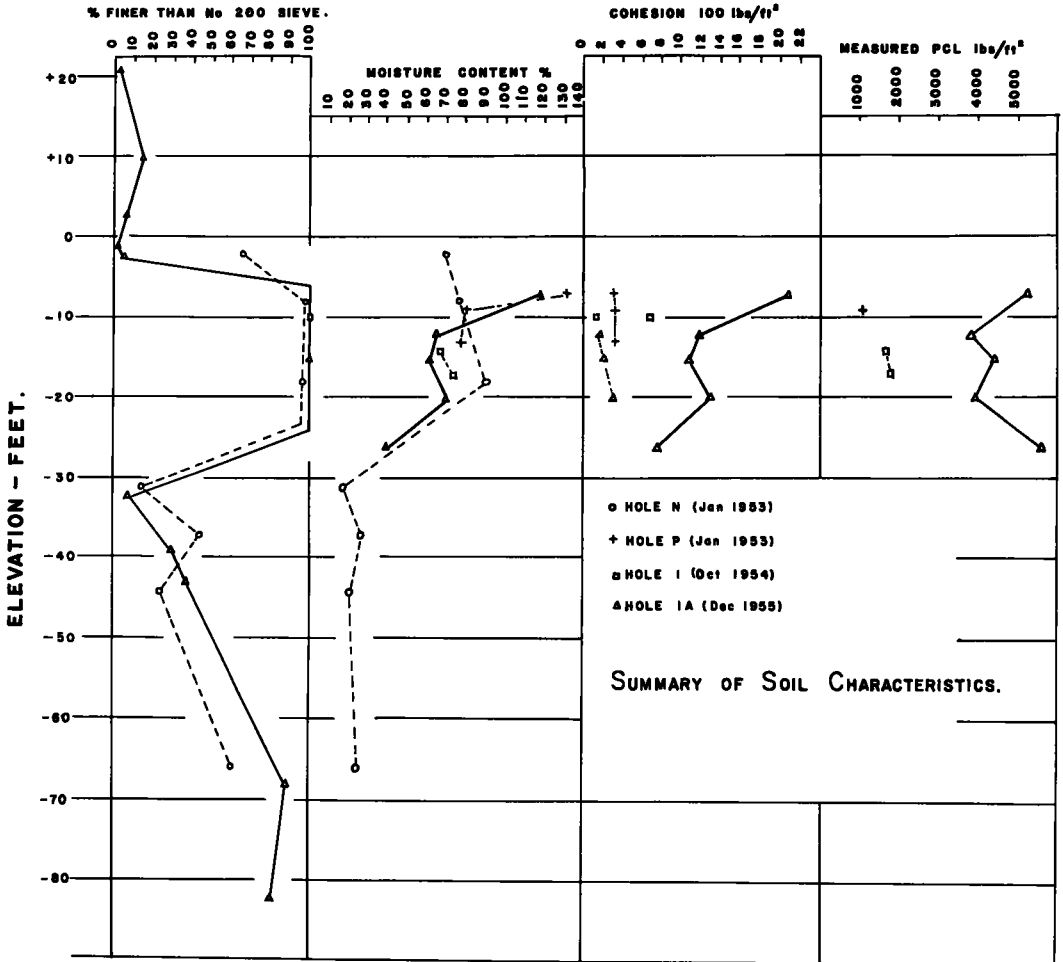 % FINER THAN No 200 SIEVE.
0 10 20 30 40 50 60 70 80 90 100
MOISTURE CONTENT %
10 20 30 40 50 60 70 80 90 100 110 120 130 140
COHESION 100 lbs/ft²
0 2 4 6 8 10 12 14 16 18 20 22
MEASURED PCL lbs/ft²
1000 2000 3000 4000 5000
ELEVATION – FEET.
+20
+10
0
-10
-20
-30
-40
-50
-60
-70
-80
HOLE N (Jan 1953)
HOLE P (Jan 1953)
HOLE 1 (Oct 1954)
HOLE 1A (Dec 1955)
SUMMARY OF SOIL CHARACTERISTICS.